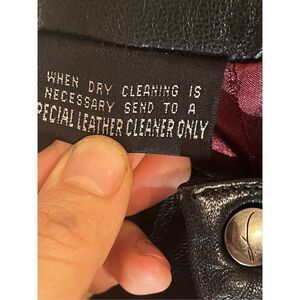 WHEN DRY CLEANING IS
NECESSARY SEND TO A
PECIAL LEATHER CLEANER ONLY